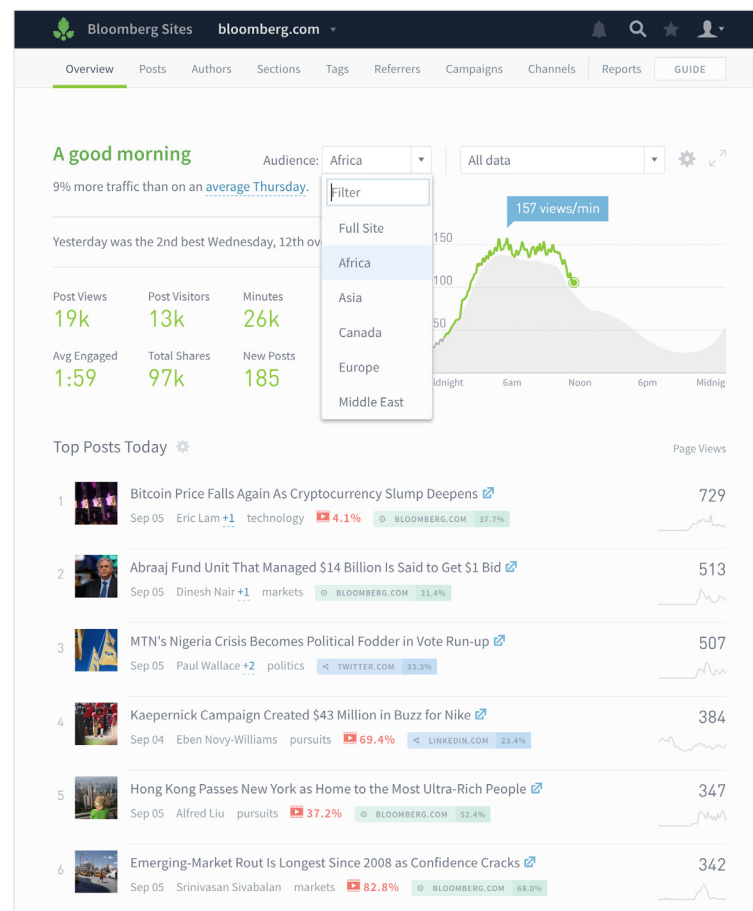 Bloomberg Sites bloomberg.com
Overview Posts Authors Sections Tags Referrers Campaigns Channels Reports GUIDE
A good morning
Audience: Africa All data
9% more traffic than on an average Thursday.
Filter
Full Site
Africa
Asia
Canada
Europe
Middle East
157 views/min
Yesterday was the 2nd best Wednesday, 12th ov
150
100
50
idnight 6am Noon 6pm Midnig
Post Views Post Visitors Minutes
19k 13k 26k
Avg Engaged Total Shares New Posts
1:59 97k 185
Top Posts Today Page Views
1 Bitcoin Price Falls Again As Cryptocurrency Slump Deepens 729
Sep 05 Eric Lam +1 technology 4.1% BLOOMBERG.COM 37.7%
2 Abraaj Fund Unit That Managed $14 Billion Is Said to Get $1 Bid 513
Sep 05 Dinesh Nair +1 markets BLOOMBERG.COM 21.4%
3 MTN's Nigeria Crisis Becomes Political Fodder in Vote Run-up 507
Sep 05 Paul Wallace +2 politics TWITTER.COM 33.3%
4 Kaepernick Campaign Created $43 Million in Buzz for Nike 384
Sep 04 Eben Novy-Williams pursuits 69.4% LINKEDIN.COM 23.4%
5 Hong Kong Passes New York as Home to the Most Ultra-Rich People 347
Sep 05 Alfred Liu pursuits 37.2% BLOOMBERG.COM 52.4%
6 Emerging-Market Rout Is Longest Since 2008 as Confidence Cracks 342
Sep 05 Srinivasan Sivabalan markets 82.8% BLOOMBERG.COM 68.0%